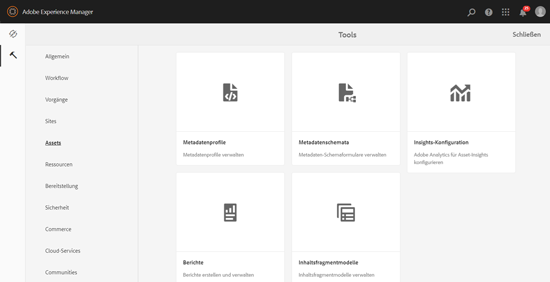 Adobe Experience Manager
Tools
Schließen
Allgemein
Workflow
Vorgänge
Sites
Assets
Ressourcen
Bereitstellung
Sicherheit
Commerce
Cloud-Services
Communities
Metadatenprofile
Metadatenprofile verwalten
Metadatenschemata
Metadaten-Schemaformulare verwalten
Insights-Konfiguration
Adobe Analytics für Asset-Insights
konfigurieren
Berichte
Berichte erstellen und verwalten
Inhaltsfragmentmodelle
Inhaltsfragmentmodelle verwalten